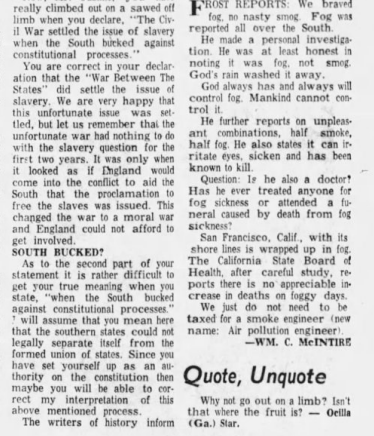 really climbed out on a sawed off
limb when you declare, "The Civ-
il War settled the issue of slavery
when the South bucked against
constitutional processes."
You are correct in your declar-
ation that the "War Between The
States" did settle the issue of
slavery. We are very happy that
this unfortunate issue was set-
tled, but let us remember that the
unfortunate war had nothing to do
with the slavery question for the
first two years. It was only when
it looked as if England would
come into the conflict to aid the
South that the proclamation to
free the slaves was issued. This
changed the war to a moral war
and England could not afford to
get involved.
SOUTH BUCKED?
As to the second part of your
statement it is rather difficult to
get your true meaning when you
state, "when the South bucked
against constitutional processes."
I will assume that you mean here
that the southern states could not
legally separate itself from the
formed union of states. Since you
have set yourself up as an au-
thority on the constitution then
maybe you will be able to cor-
rect my interpretation of this
above mentioned process.
The writers of history inform
FROST REPORTS: We braved
fog, no nasty smog. Fog was
reported all over the South.
He made a personal investiga-
tion. He was at least honest in
noting it was fog, not smog.
God's rain washed it away.
God always has and always will
control fog. Mankind cannot con-
trol it.
He further reports on unpleas-
ant combinations, half smoke,
half fog. He also states it can ir-
ritate eyes, sicken and has been
known to kill.
Question: Is he also a doctor?
Has he ever treated anyone for
fog sickness or attended a fu-
neral caused by death from fog
sickness?
San Francisco, Calif., with its
shore lines is wrapped up in fog.
The California State Board of
Health, after careful study, re-
ports there is no appreciable in-
crease in deaths on foggy days.
We just do not need to be
taxed for a smoke engineer (new
name: Air pollution engineer).
—WM. C. McINTIRE
Quote, Unquote
Why not go out on a limb? Isn't
that where the fruit is? — Ocilla
(Ga.) Star.